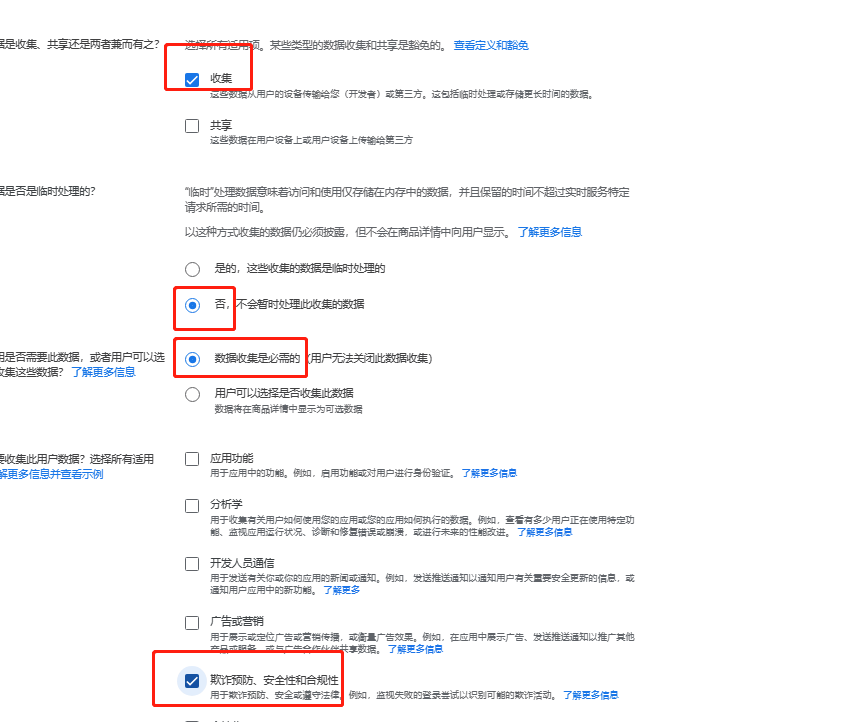 据是收集、共享还是两者兼而有之？
选择所有适用项。某些类型的数据收集和共享是豁免的。 查看定义和豁免
收集
这些数据从用户的设备传输给您（开发者）或第三方。这包括临时处理或存储更长时间的数据。
共享
这些数据在用户设备上或用户设备上传输给第三方
据是否是临时处理的？
“临时”处理数据意味着访问和使用仅存储在内存中的数据，并且保留的时间不超过实时服务特定
请求所需的时间。
以这种方式收集的数据仍必须披露，但不会在商品详情中向用户显示。 了解更多信息
是的，这些收集的数据是临时处理的
否，不会暂时处理此收集的数据
用是否需要此数据，或者用户可以选
收集这些数据？ 了解更多信息
数据收集是必需的（用户无法关闭此数据收集）
用户可以选择是否收集此数据
数据将在商品详情中显示为可选数据
要收集此用户数据？选择所有适用
解更多信息并查看示例
应用功能
用于应用中的功能。例如，启用功能或对用户进行身份验证。 了解更多信息
分析学
用于收集有关用户如何使用您的应用或您的应用如何执行的数据。例如，查看有多少用户正在使用特定功
能、监视应用运行状况、诊断和修复错误或崩溃，或进行未来的性能改进。 了解更多信息
开发人员通信
用于发送有关你或你的应用的新闻或通知。例如，发送推送通知以通知用户有关重要安全更新的信息，或
通知用户应用中的新功能。 了解更多
广告或营销
用于展示或定位广告或营销传播，或衡量广告效果。例如，在应用中展示广告、发送推送通知以推广其他
产品或服务，或与广告合作伙伴共享数据。 了解更多信息
欺诈预防、安全性和合规性
用于欺诈预防、安全或遵守法律。例如，监视失败的登录尝试以识别可能的欺诈活动。 了解更多信息